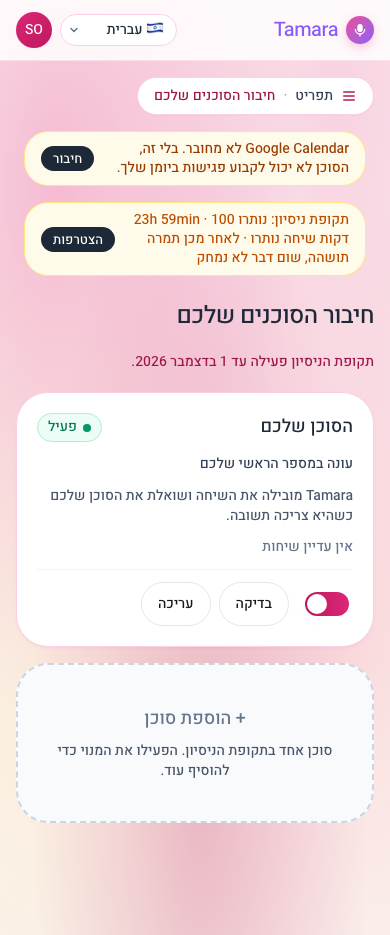 Tamara
עברית
SO
תפריט · חיבור הסוכנים שלכם
Google Calendar לא מחובר. בלי זה,
הסוכן לא יכול לקבוע פגישות ביומן שלך.
חיבור
תקופת ניסיון: נותרו 23h 59min · 100
דקות שיחה נותרו · לאחר מכן תמרה
תושהה, שום דבר לא נמחק
הצטרפות
חיבור הסוכנים שלכם
תקופת הניסיון פעילה עד 1 בדצמבר 2026.
הסוכן שלכם
פעיל
עונה במספר הראשי שלכם
Tamara מובילה את השיחה ושואלת את הסוכן שלכם
כשהיא צריכה תשובה.
אין עדיין שיחות
בדיקה
עריכה
+ הוספת סוכן
סוכן אחד בתקופת הניסיון. הפעילו את המנוי כדי
להוסיף עוד.